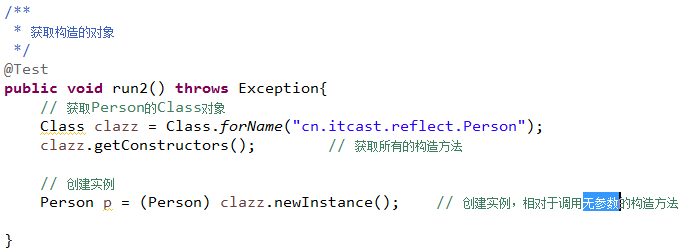 /**
 * 获取构造的对象
 */
@Test
public void run2() throws Exception{
    // 获取Person的Class对象
    Class clazz = Class.forName("cn.itcast.reflect.Person");
    clazz.getConstructors();        // 获取所有的构造方法

    // 创建实例
    Person p = (Person) clazz.newInstance();    // 创建实例，相对于调用无参数的构造方法

}